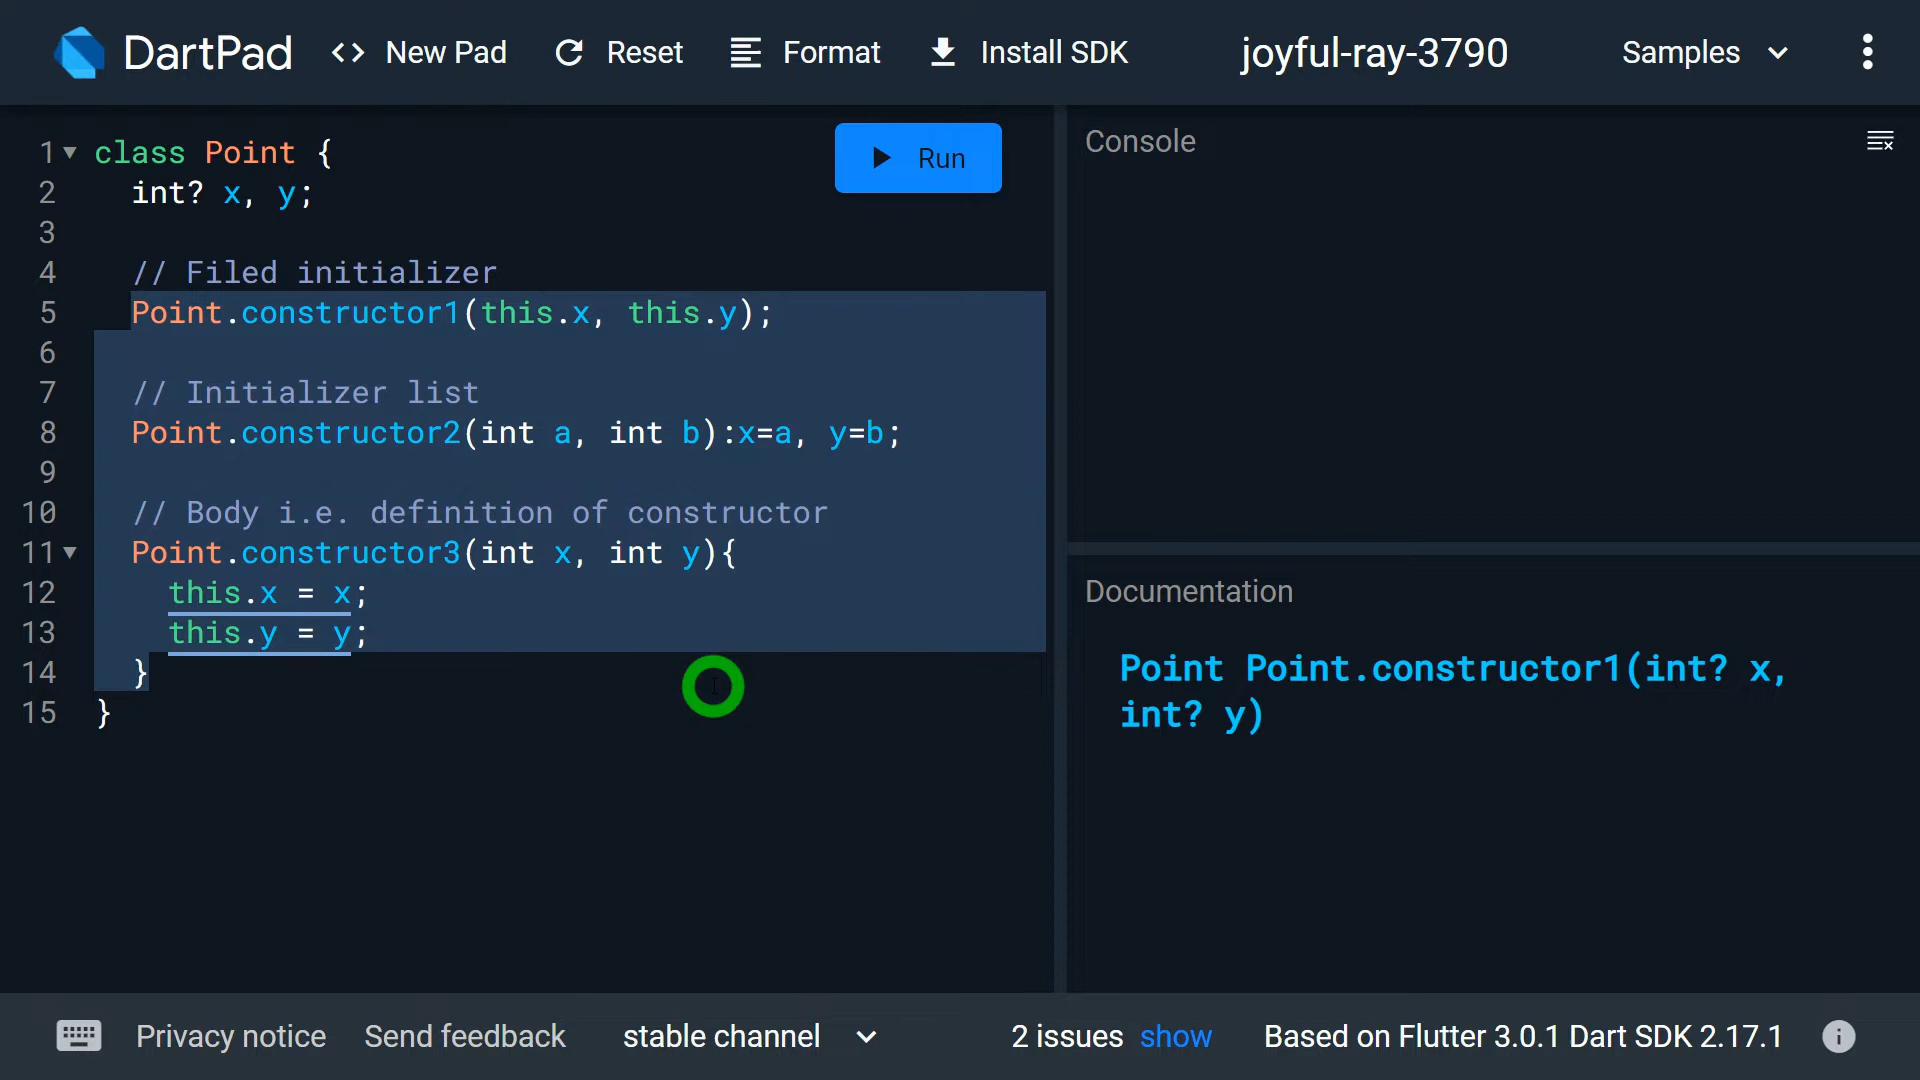 DartPad <> New Pad Reset Format Install SDK joyful-ray-3790 Samples
Run
1 class Point {
2 int? x, y;
3
4 // Filed initializer
5 Point.constructor1(this.x, this.y);
6
7 // Initializer list
8 Point.constructor2(int a, int b):x=a, y=b;
9
10 // Body i.e. definition of constructor
11 Point.constructor3(int x, int y){
12 this.x = x;
13 this.y = y;
14 }
15 }
Console
Documentation
Point Point.constructor1(int? x,
int? y)
Privacy notice Send feedback stable channel 2 issues show Based on Flutter 3.0.1 Dart SDK 2.17.1